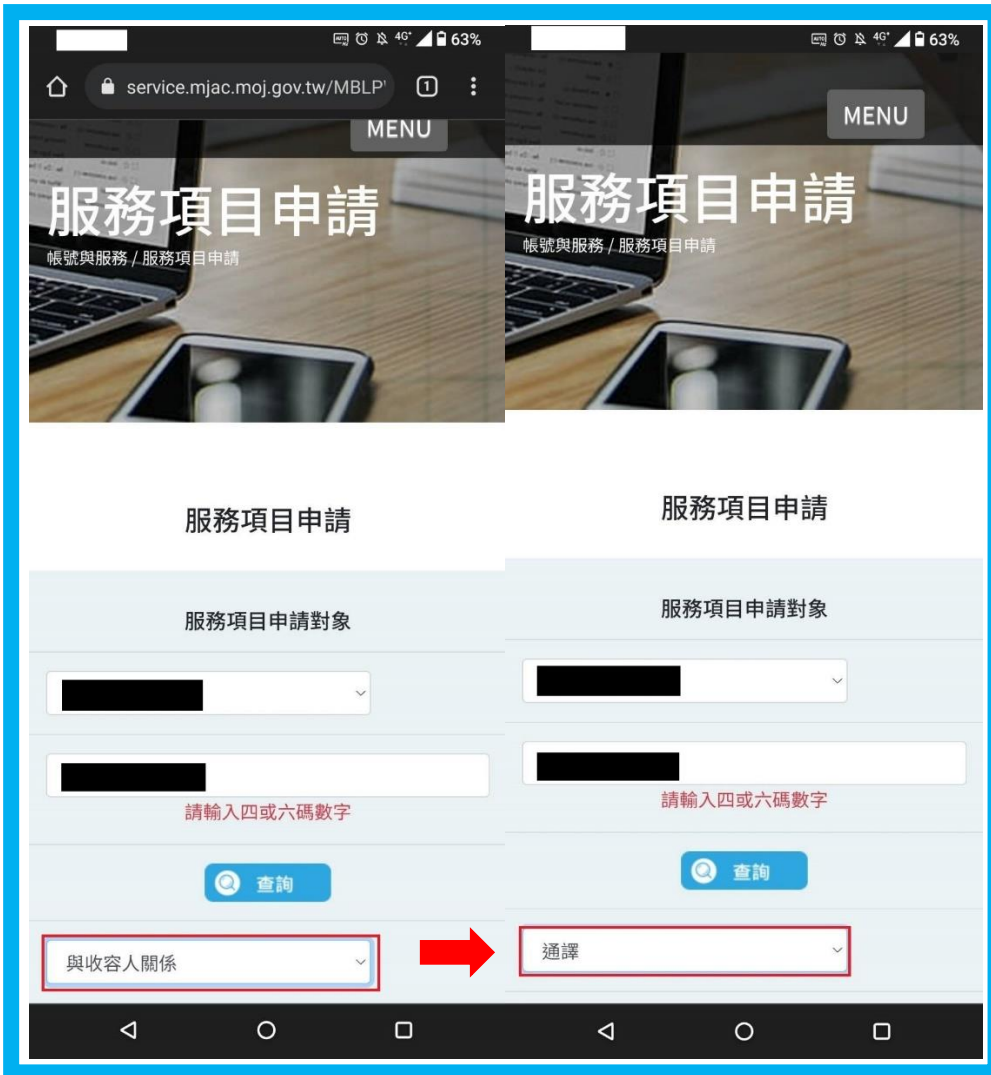 4G+ 63%
service.mjac.moj.gov.tw/MBLP
1
MENU
服務項目申請
帳號與服務 / 服務項目申請
服務項目申請
服務項目申請對象
請輸入四或六碼數字
查詢
與收容人關係
4G+ 63%
MENU
服務項目申請
帳號與服務 / 服務項目申請
服務項目申請
服務項目申請對象
請輸入四或六碼數字
查詢
通譯